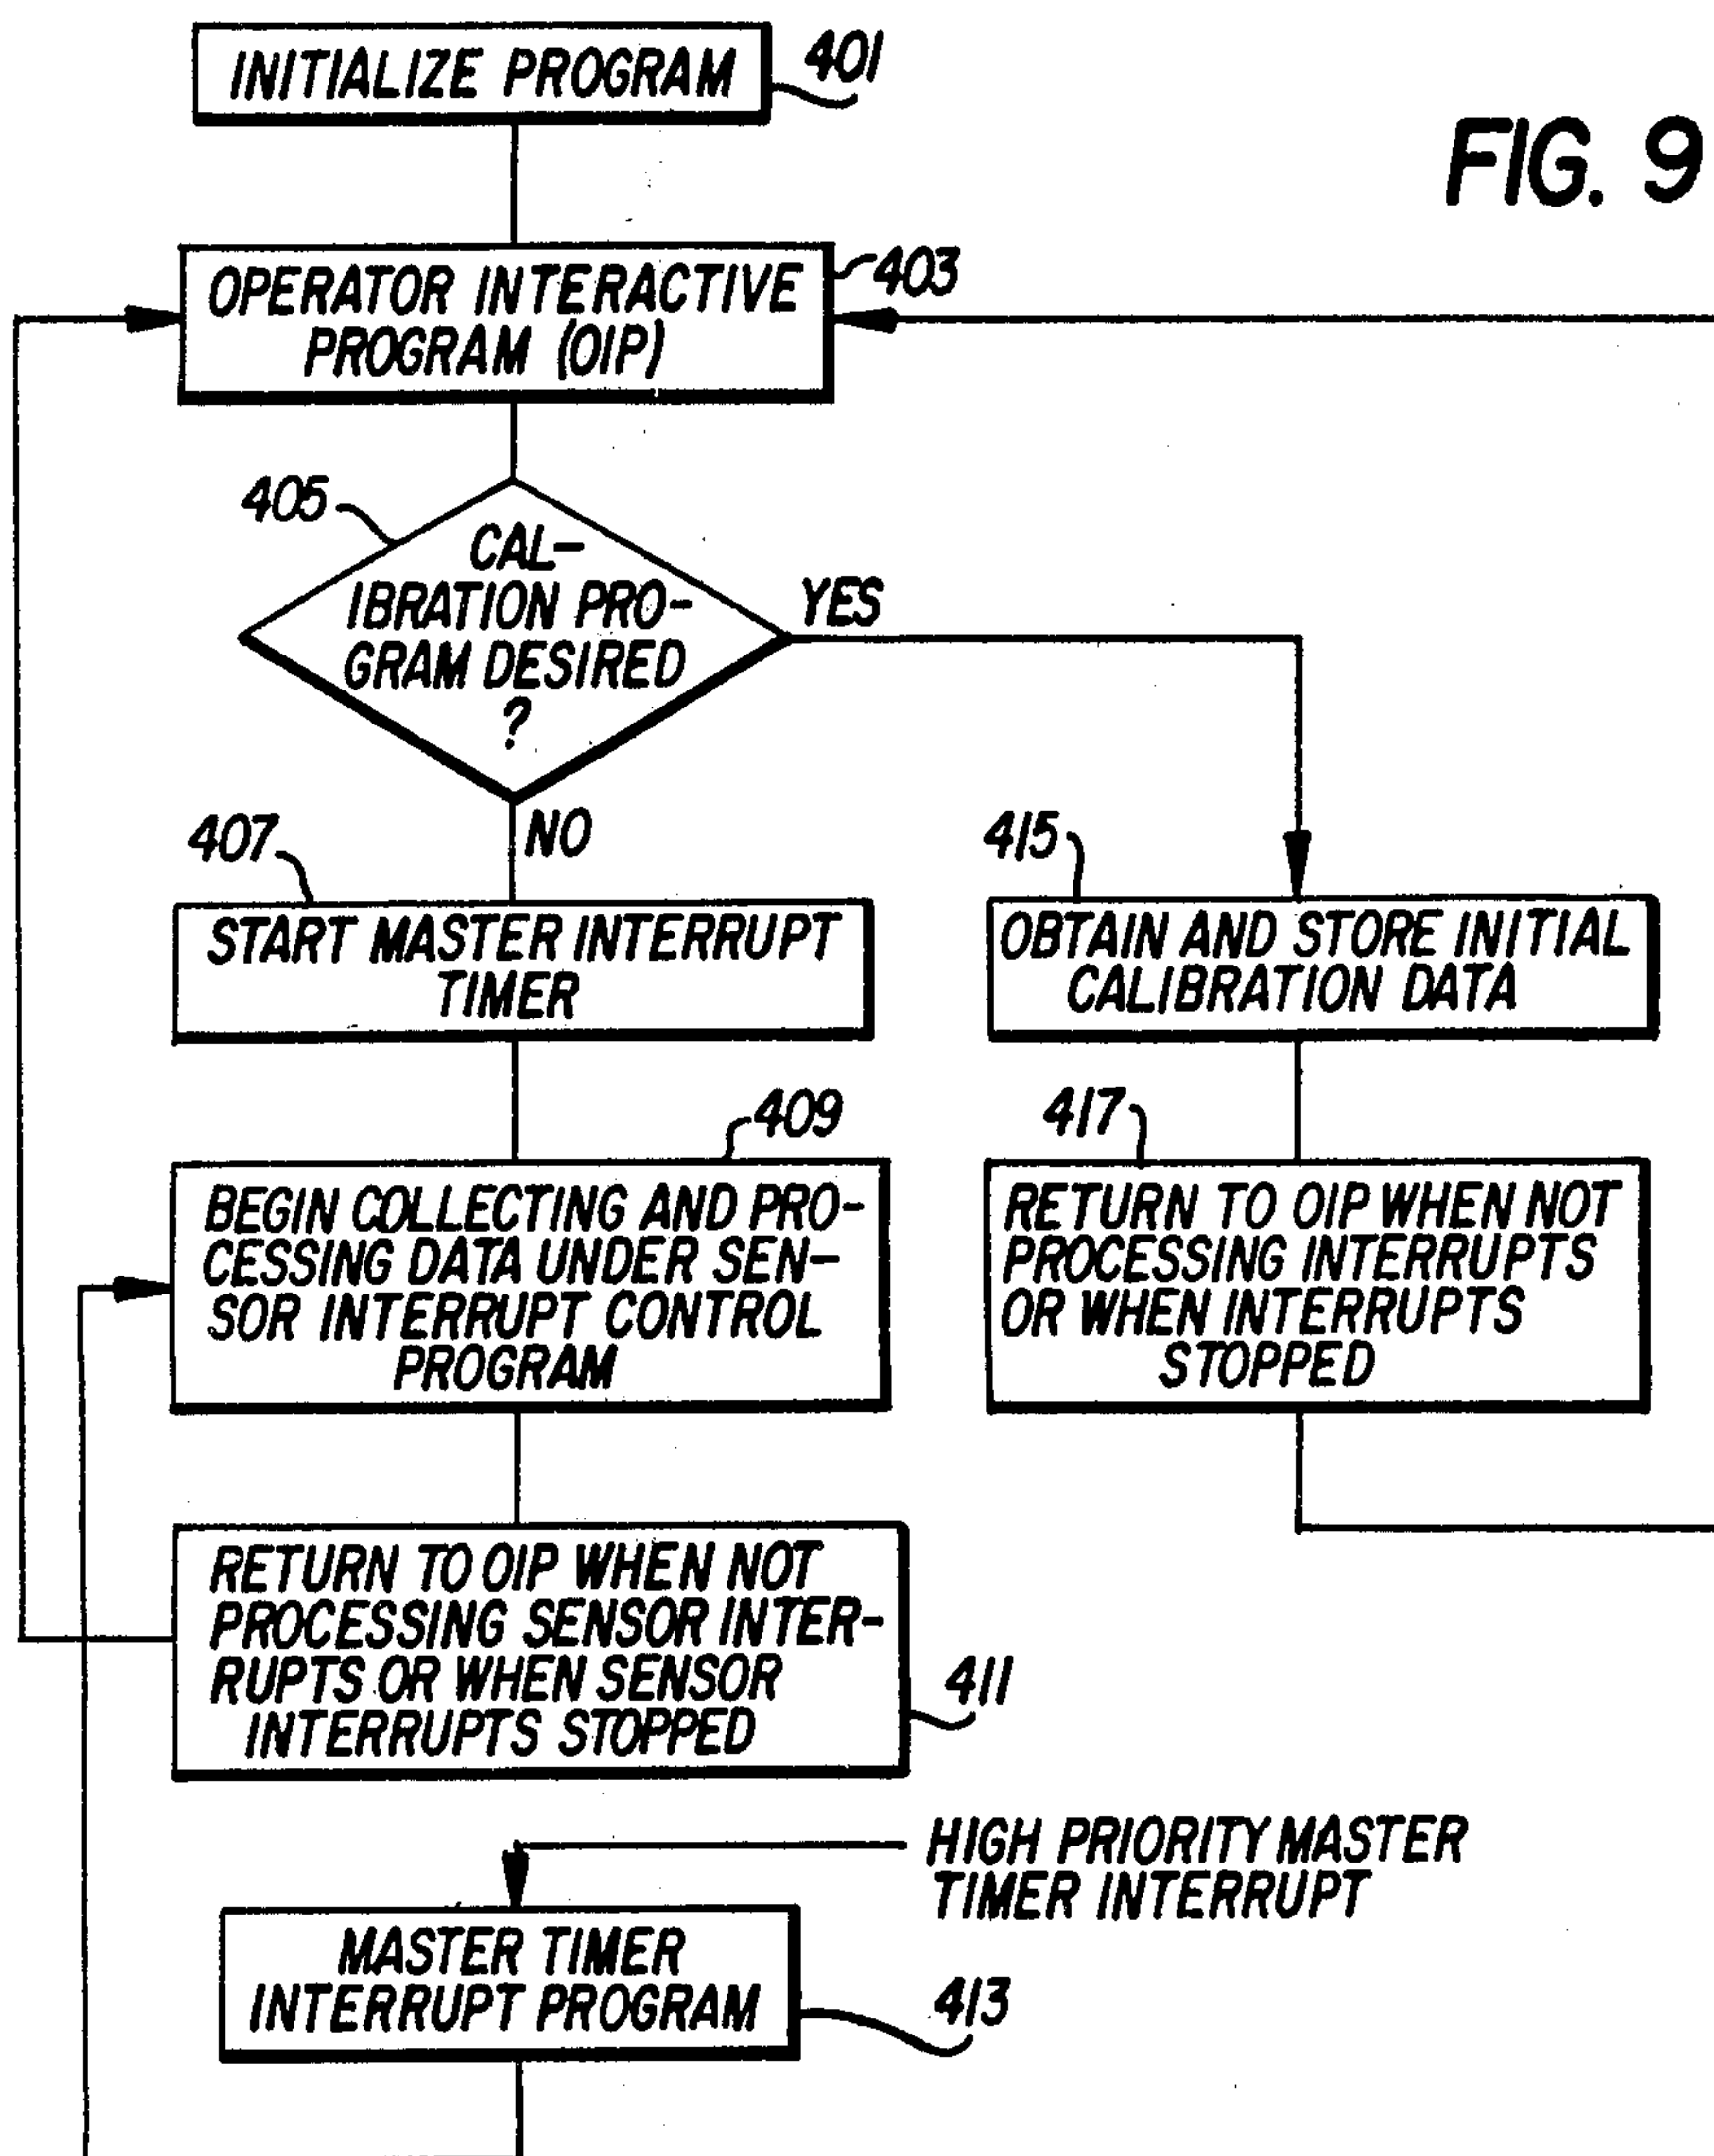 INITIALIZE PROGRAM
401
FIG. 9
OPERATOR INTERACTIVE
PROGRAM (OIP)
403
405
CAL-
IBRATION PRO-
GRAM DESIRED
?
YES
NO
407
START MASTER INTERRUPT
TIMER
415
OBTAIN AND STORE INITIAL
CALIBRATION DATA
409
BEGIN COLLECTING AND PRO-
CESSING DATA UNDER SEN-
SOR INTERRUPT CONTROL
PROGRAM
417
RETURN TO OIP WHEN NOT
PROCESSING INTERRUPTS
OR WHEN INTERRUPTS
STOPPED
RETURN TO OIP WHEN NOT
PROCESSING SENSOR INTER-
RUPTS OR WHEN SENSOR
INTERRUPTS STOPPED
411
HIGH PRIORITY MASTER
TIMER INTERRUPT
MASTER TIMER
INTERRUPT PROGRAM
413